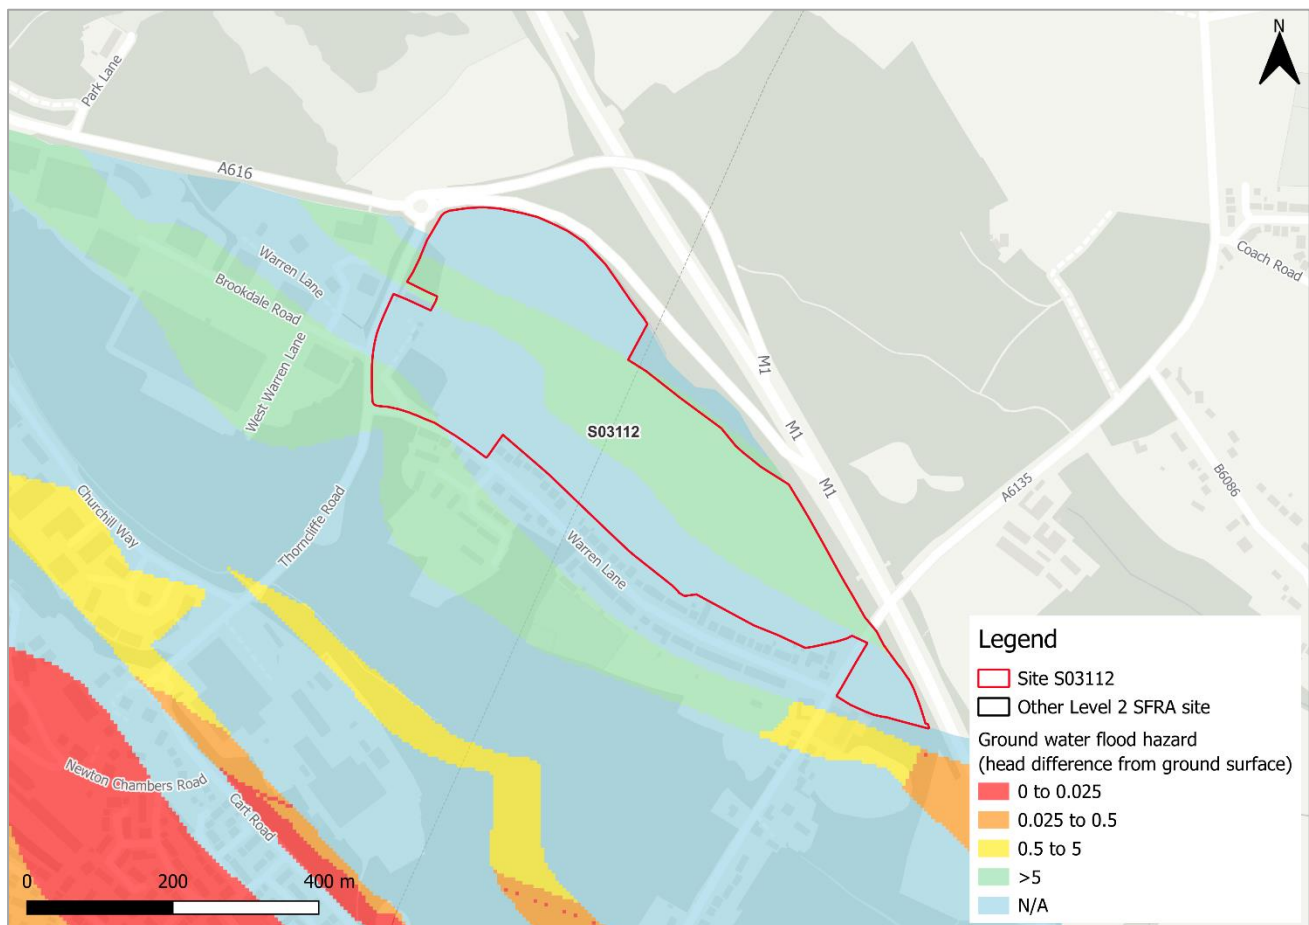 N
Park Lane
A616
Coach Road
Warren Lane
Brookdale Road
West Warren Lane
M1
M1
M1
S03112
A6135
B6086
Churchill Way
Thorncliffe Road
Warren Lane
Newton Chambers Road
Cart Road
0 200 400 m
Legend
Site S03112
Other Level 2 SFRA site
Ground water flood hazard
(head difference from ground surface)
0 to 0.025
0.025 to 0.5
0.5 to 5
>5
N/A